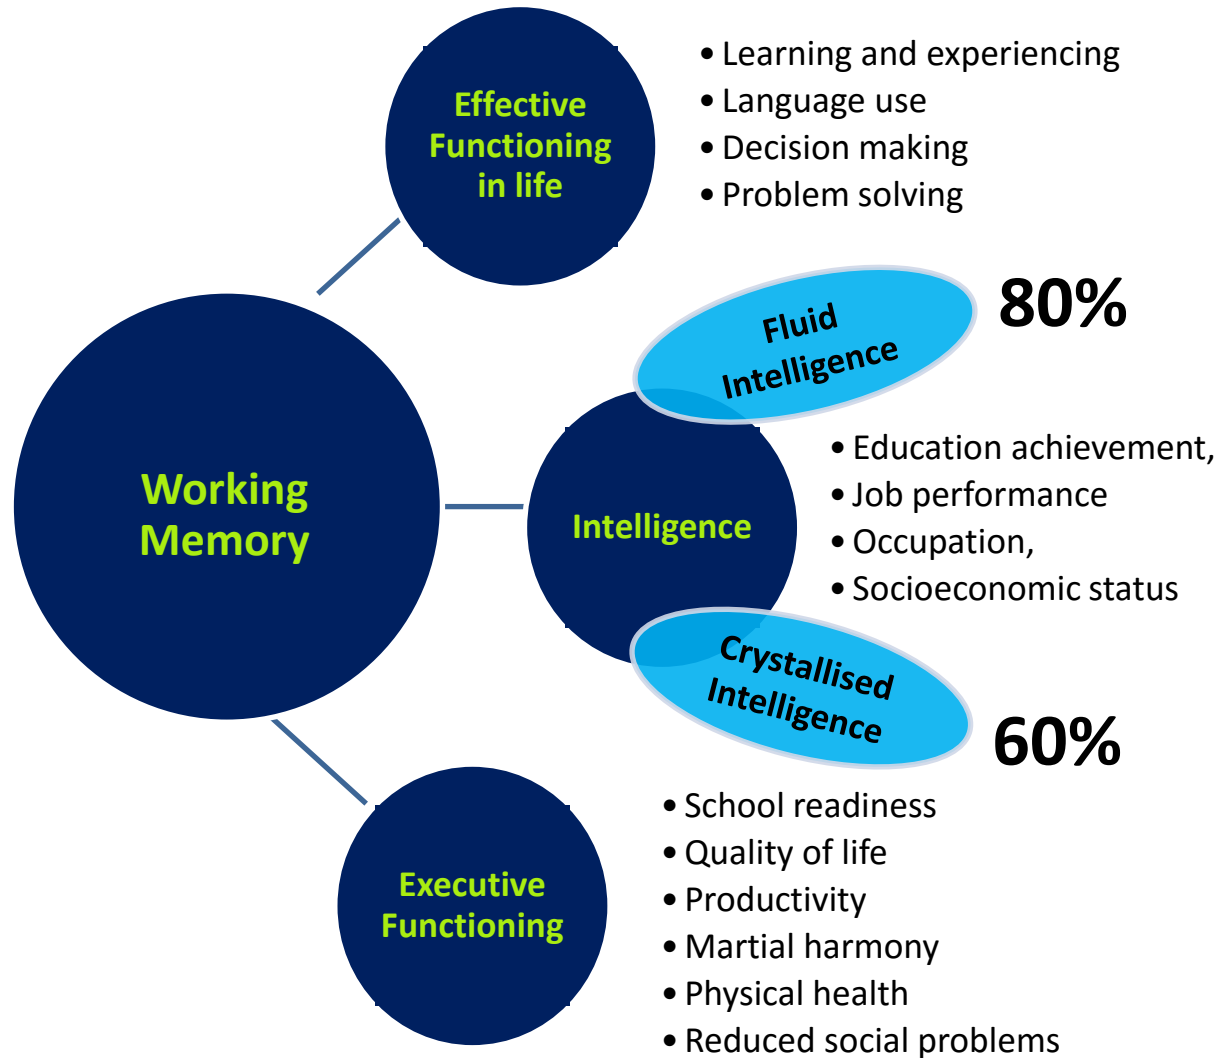 Effective
Functioning
in life
• Learning and experiencing
• Language use
• Decision making
• Problem solving
Working
Memory
Intelligence
Fluid
Intelligence
80%
• Education achievement,
• Job performance
• Occupation,
• Socioeconomic status
Crystallised
Intelligence
60%
Executive
Functioning
• School readiness
• Quality of life
• Productivity
• Martial harmony
• Physical health
• Reduced social problems